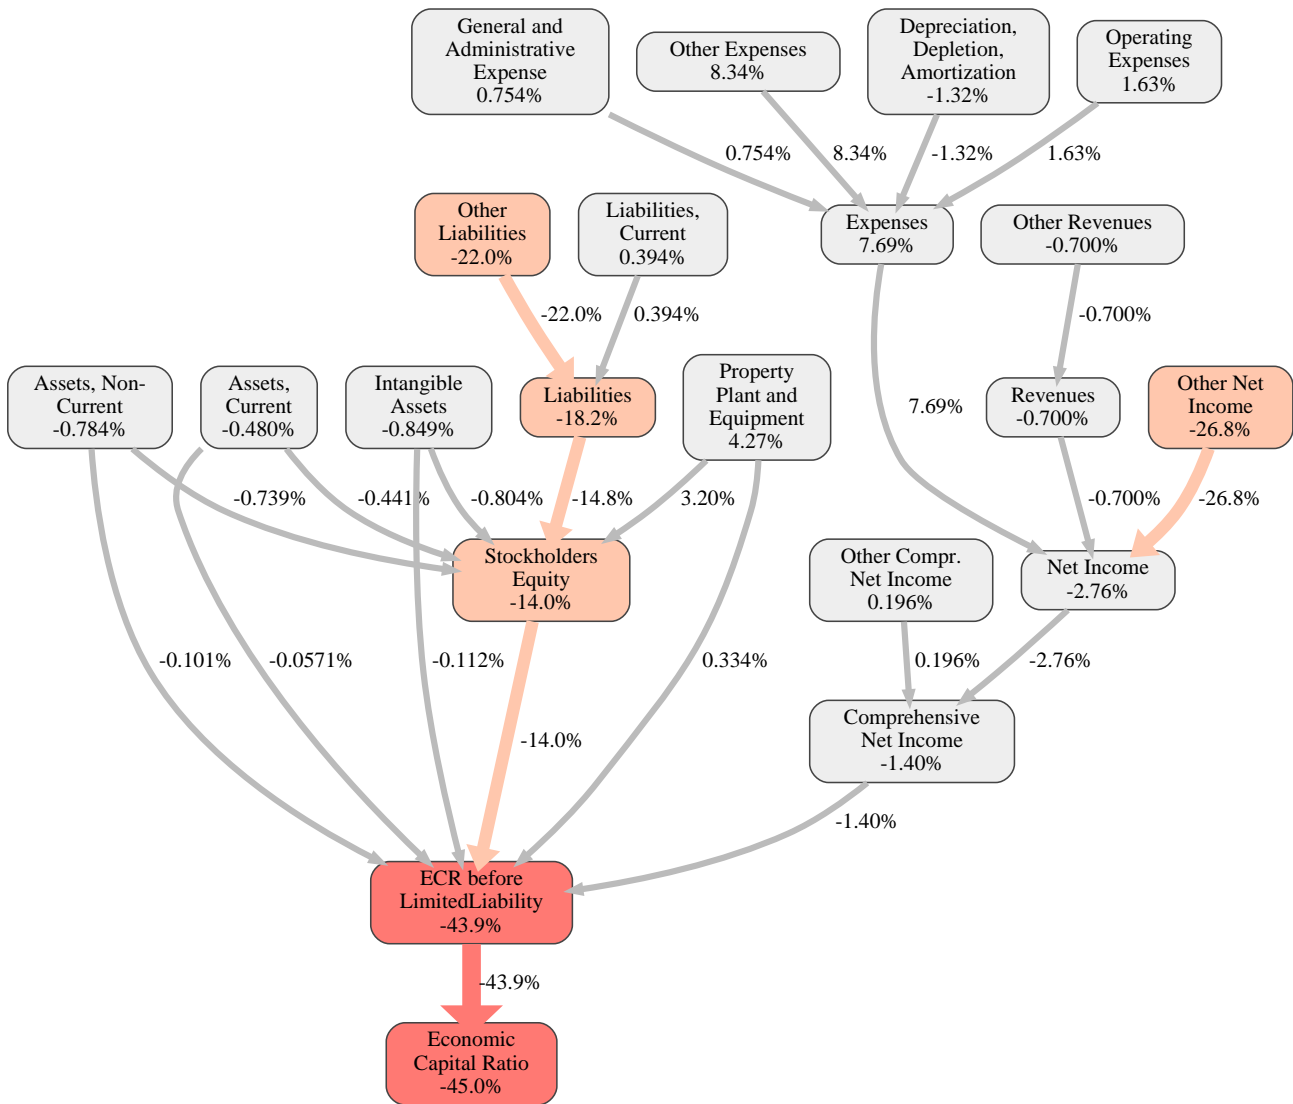 General and
Administrative
Expense
0.754%
Other Expenses
8.34%
Depreciation,
Depletion,
Amortization
-1.32%
Operating
Expenses
1.63%
0.754%
8.34%
-1.32%
1.63%
Other
Liabilities
-22.0%
Liabilities,
Current
0.394%
Expenses
7.69%
Other Revenues
-0.700%
-22.0%
0.394%
-0.700%
Assets, Non-
Current
-0.784%
Assets,
Current
-0.480%
Intangible
Assets
-0.849%
Liabilities
-18.2%
Property
Plant and
Equipment
4.27%
7.69%
Revenues
-0.700%
Other Net
Income
-26.8%
-0.739%
-0.441%
-0.804%
-14.8%
3.20%
-0.700%
-26.8%
Stockholders
Equity
-14.0%
Other Compr.
Net Income
0.196%
Net Income
-2.76%
-0.101%
-0.0571%
-0.112%
0.334%
0.196%
-2.76%
-14.0%
Comprehensive
Net Income
-1.40%
-1.40%
ECR before
LimitedLiability
-43.9%
-43.9%
Economic
Capital Ratio
-45.0%